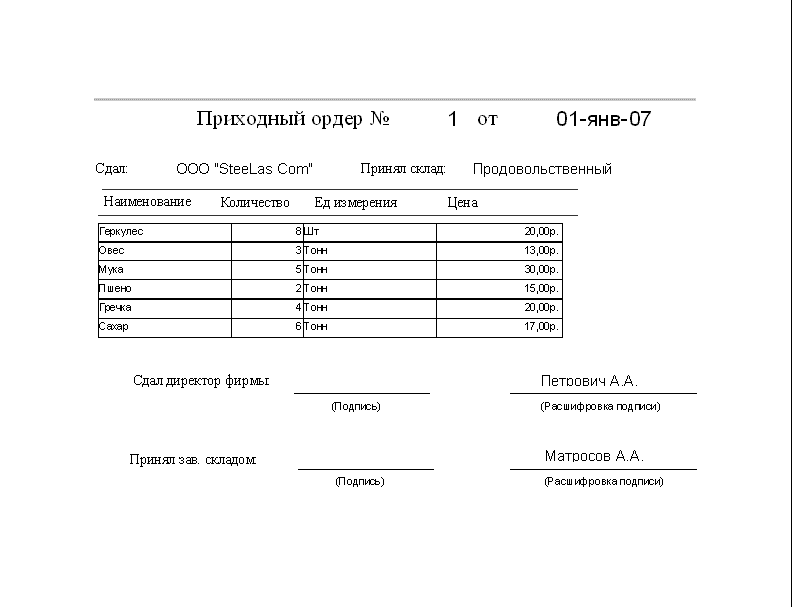 Приходный ордер № 1 от 01-янв-07
Сдал: ООО "SteeLas Com" Принял склад: Продовольственный
Наименование Количество Ед измерения Цена
Геркулес 8 Шт 20,00р.
Овес 3 Тонн 13,00р.
Мука 5 Тонн 30,00р.
Пшено 2 Тонн 15,00р.
Гречка 4 Тонн 20,00р.
Сахар 6 Тонн 17,00р.
Сдал директор фирмы: Петрович А.А.
(Подпись) (Расшифровка подписи)
Принял зав. складом: Матросов А.А.
(Подпись) (Расшифровка подписи)